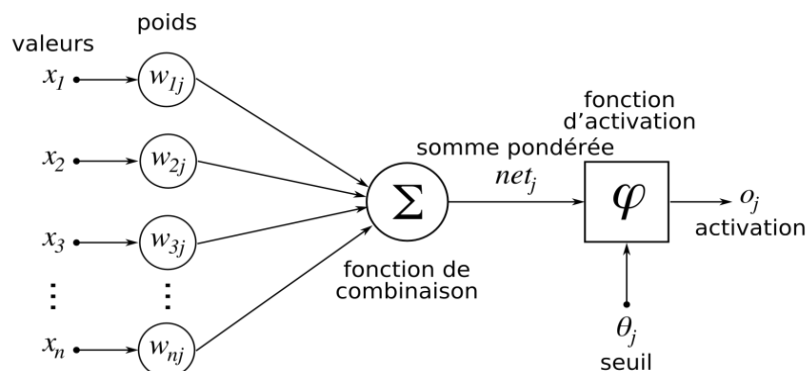 valeurs
poids
x1
w1j
x2
w2j
x3
w3j
⋮
⋮
xn
wnj
Σ
fonction de
combinaison
somme pondérée
netj
fonction
d'activation
φ
oj
activation
θj
seuil